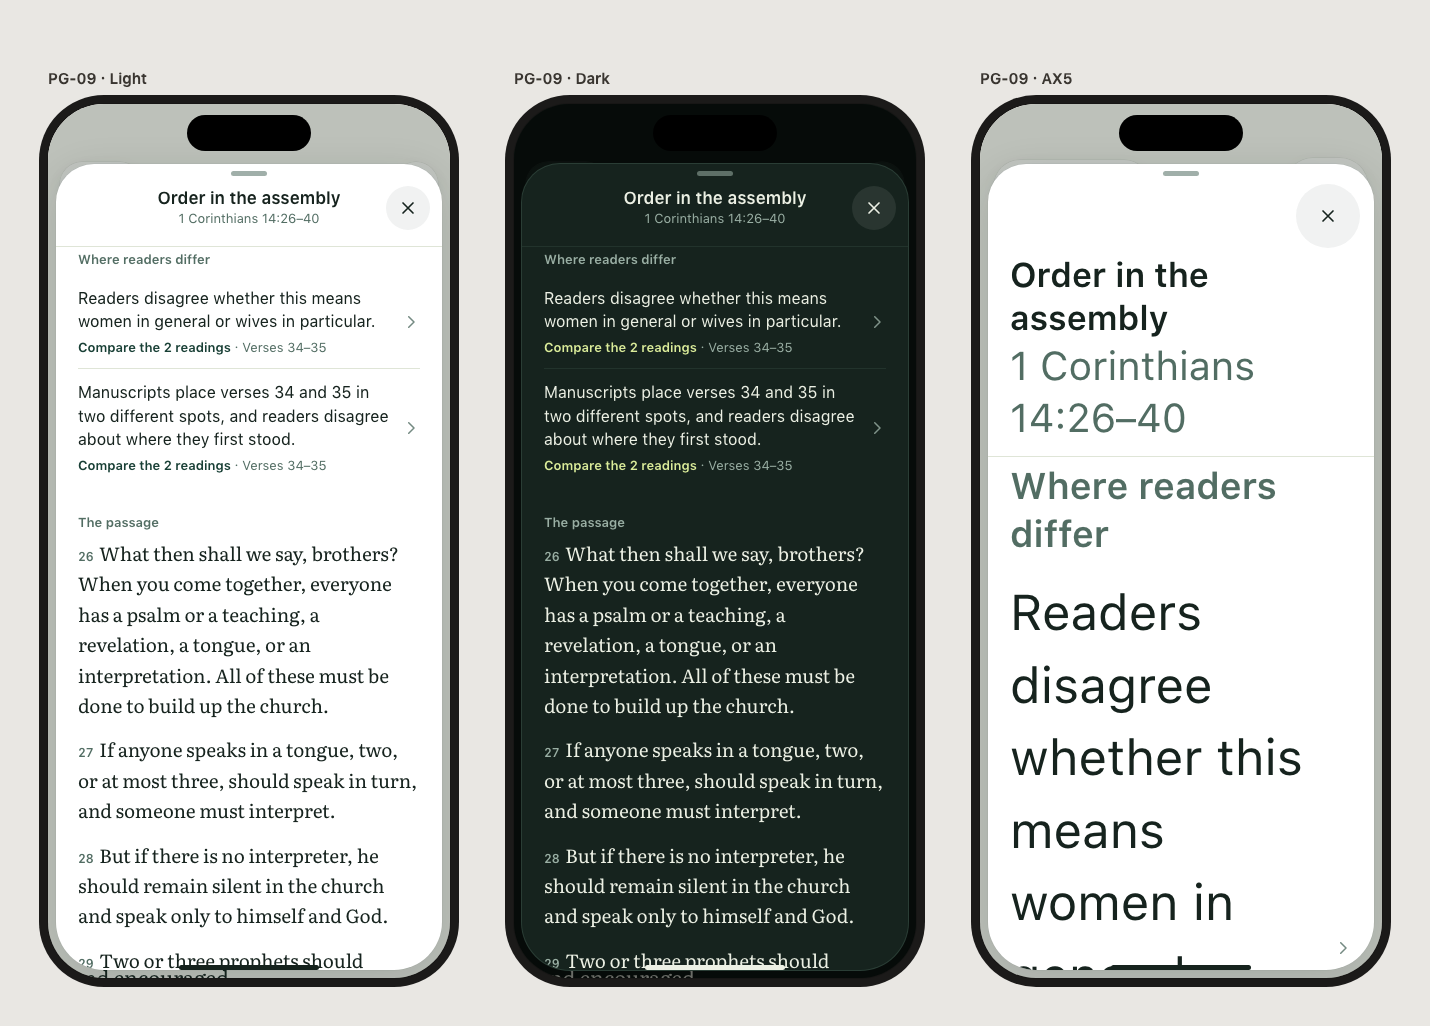 PG-09 · Light
Order in the assembly
1 Corinthians 14:26–40
Where readers differ
Readers disagree whether this means
women in general or wives in particular.
Compare the 2 readings · Verses 34–35
Manuscripts place verses 34 and 35 in
two different spots, and readers disagree
about where they first stood.
Compare the 2 readings · Verses 34–35
The passage
26 What then shall we say, brothers?
When you come together, everyone
has a psalm or a teaching, a
revelation, a tongue, or an
interpretation. All of these must be
done to build up the church.
27 If anyone speaks in a tongue, two,
or at most three, should speak in turn,
and someone must interpret.
28 But if there is no interpreter, he
should remain silent in the church
and speak only to himself and God.
29 Two or three prophets should
encouraged
PG-09 · Dark
Order in the assembly
1 Corinthians 14:26–40
Where readers differ
Readers disagree whether this means
women in general or wives in particular.
Compare the 2 readings · Verses 34–35
Manuscripts place verses 34 and 35 in
two different spots, and readers disagree
about where they first stood.
Compare the 2 readings · Verses 34–35
The passage
26 What then shall we say, brothers?
When you come together, everyone
has a psalm or a teaching, a
revelation, a tongue, or an
interpretation. All of these must be
done to build up the church.
27 If anyone speaks in a tongue, two,
or at most three, should speak in turn,
and someone must interpret.
28 But if there is no interpreter, he
should remain silent in the church
and speak only to himself and God.
29 Two or three prophets should
encouraged
PG-09 · AX5
Order in the
assembly
1 Corinthians
14:26–40
Where readers
differ
Readers
disagree
whether this
means
women in